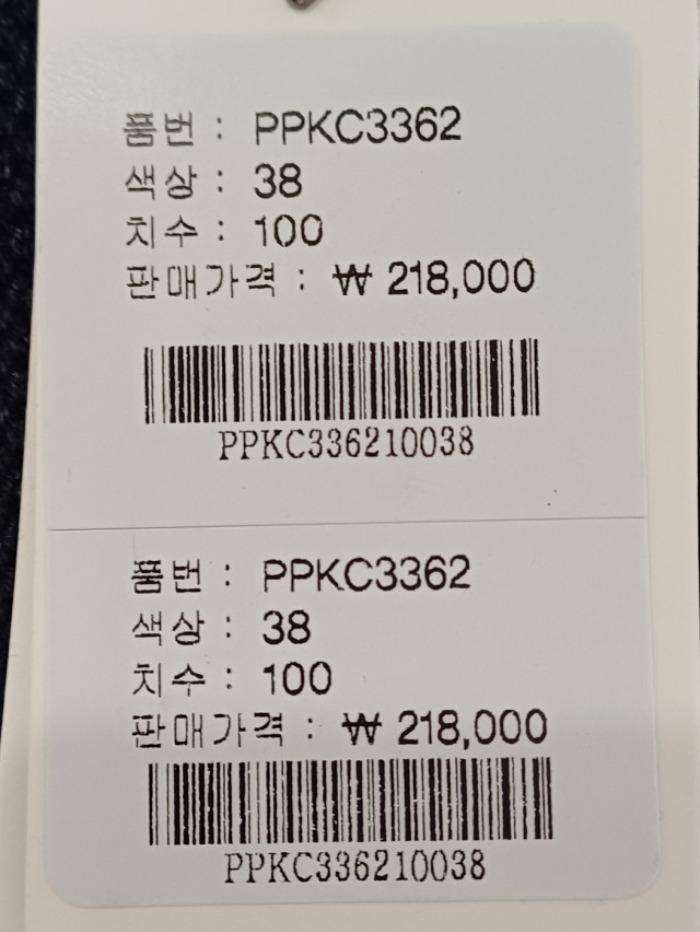 품번 : PPKC3362
색상 : 38
치수 : 100
판매가격 : ₩ 218,000
PPKC336210038
품번 : PPKC3362
색상 : 38
치수 : 100
판매가격 : ₩ 218,000
PPKC336210038